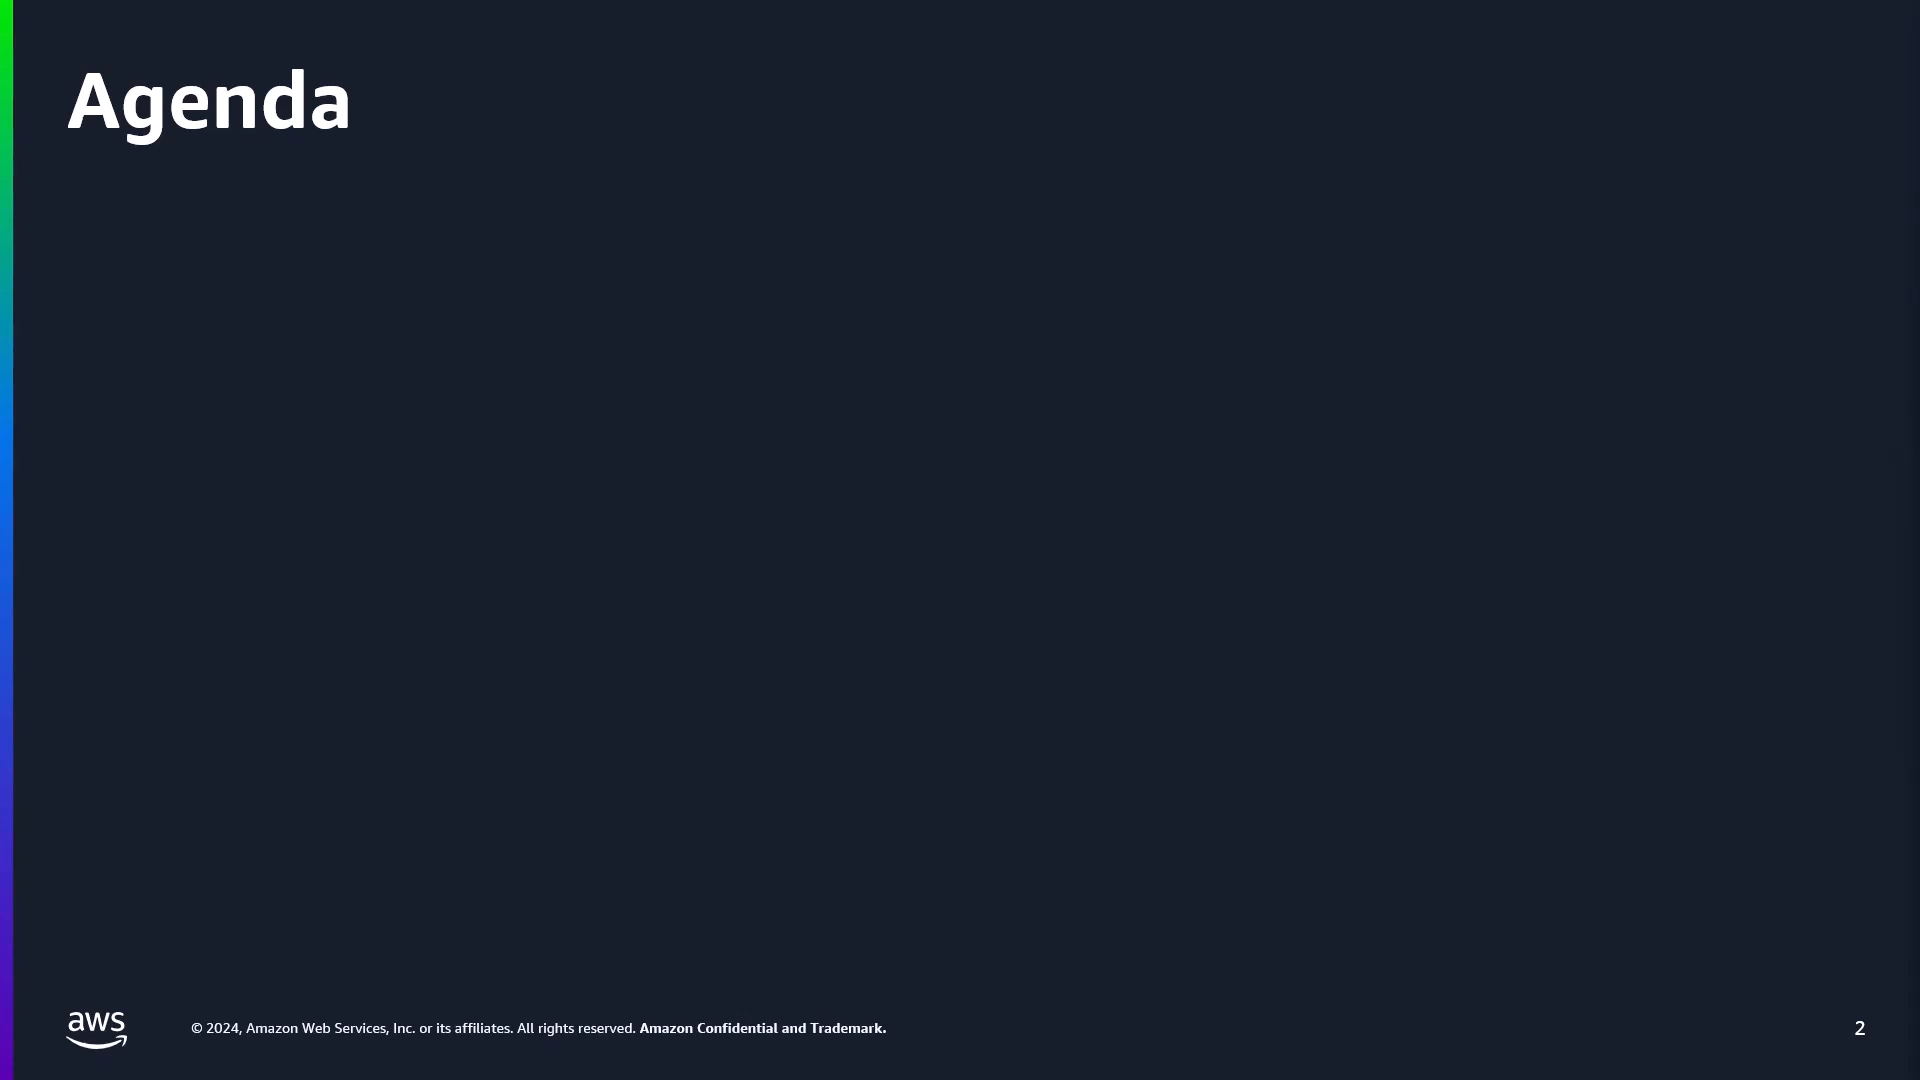 Agenda
aws
© 2024, Amazon Web Services, Inc. or its affiliates. All rights reserved. Amazon Confidential and Trademark.
2